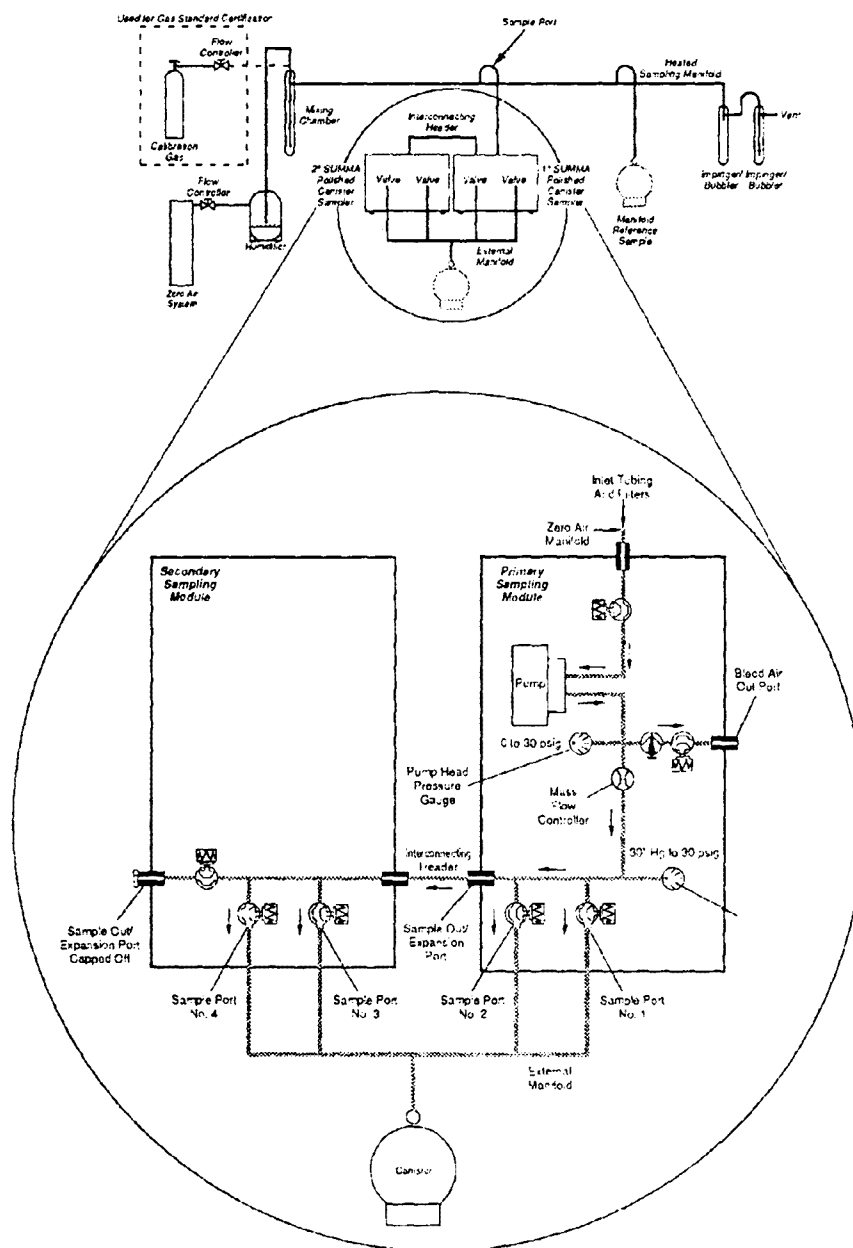 Used for Gas Standard Certification
Flow
Controller
Calibration
Gas
Mixing
Chamber
Sample Port
Heated
Sampling Manifold
Vent
Impinger/
Bubbler
Impinger/
Bubbler
Interconnecting
Header
2° SUMMA
Polished
Canister
Sampler
Valve
Valve
Valve
Valve
1° SUMMA
Polished
Canister
Sampler
Flow
Controller
Humidifier
Zero Air
System
External
Manifold
Manifold
Reference
Sample
Inlet Tubing
And Filters
Zero Air
Manifold
Secondary
Sampling
Module
Primary
Sampling
Module
Pump
Bleed Air
Out Port
0 to 30 psig
Pump Head
Pressure
Gauge
Mass
Flow
Controller
Interconnecting
Header
30" Hg to 30 psig
Sample Out/
Expansion Port
Capped Off
Sample Out/
Expansion
Port
Sample Port
No. 4
Sample Port
No. 3
Sample Port
No. 2
Sample Port
No. 1
External
Manifold
Canister